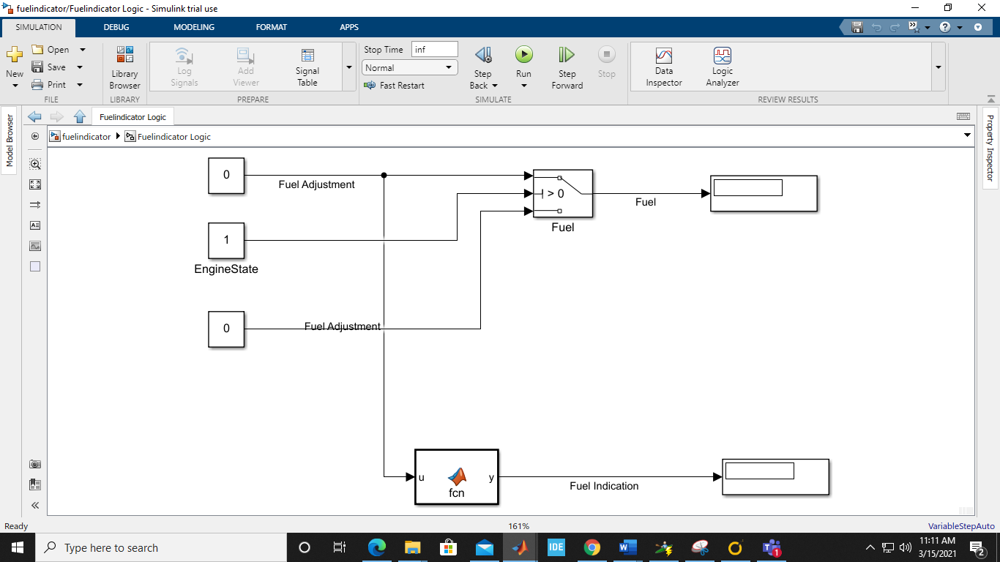 fuelindicator/Fuelindicator Logic - Simulink trial use
SIMULATION DEBUG MODELING FORMAT APPS
New
Open
Save
Print
FILE
Library Browser
LIBRARY
Log Signals
Add Viewer
Signal Table
PREPARE
Stop Time inf
Normal
Fast Restart
Step Back
Run
Step Forward
Stop
SIMULATE
Data Inspector
Logic Analyzer
REVIEW RESULTS
Model Browser
Fuelindicator Logic
fuelindicator Fuelindicator Logic
Property Inspector
0
Fuel Adjustment
> 0
Fuel
Fuel
1
EngineState
0
Fuel Adjustment
u
fcn
y
Fuel Indication
Ready
161%
VariableStepAuto
Type here to search
IDE
1
11:11 AM
3/15/2021
2